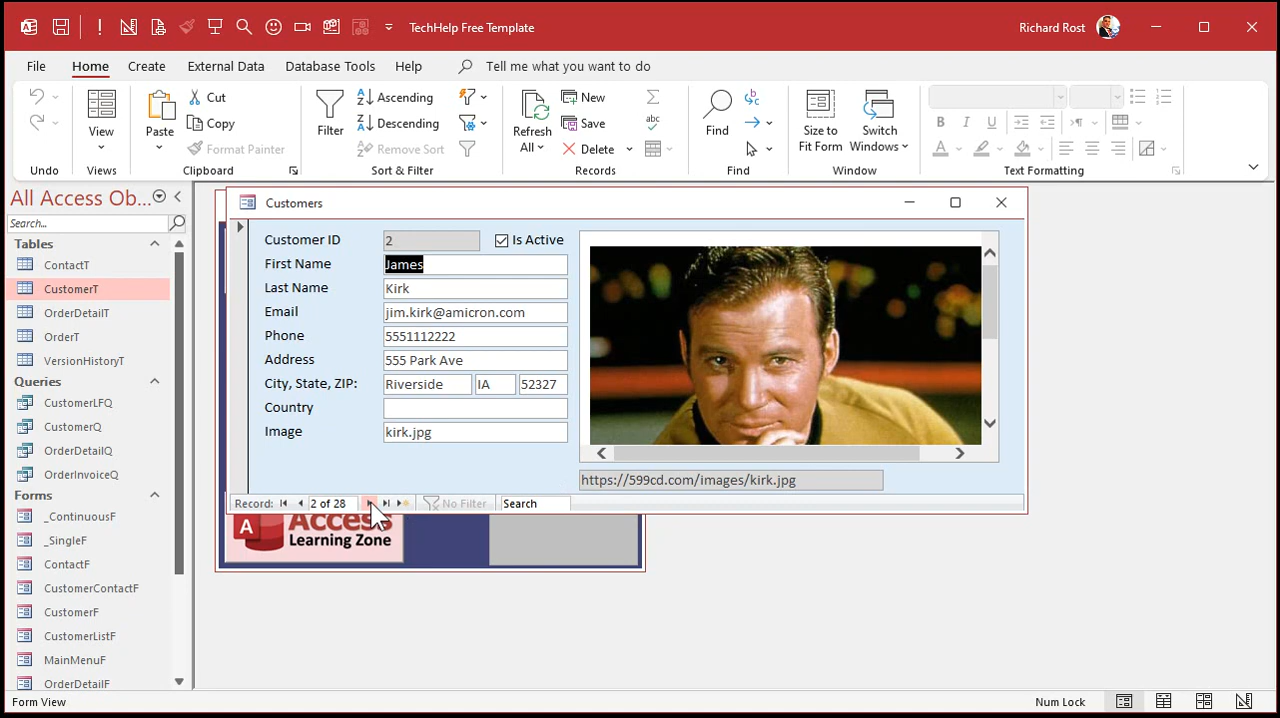 TechHelp Free Template
Richard Rost
File Home Create External Data Database Tools Help Tell me what you want to do
Undo
View
Views
Paste
Cut
Copy
Format Painter
Clipboard
Filter
Ascending
Descending
Remove Sort
Sort & Filter
Refresh
All
New
Save
Delete
Records
Find
Find
Size to
Fit Form
Switch
Windows
Window
Text Formatting
All Access Ob...
Search...
Tables
ContactT
CustomerT
OrderDetailT
OrderT
VersionHistoryT
Queries
CustomerLFQ
CustomerQ
OrderDetailQ
OrderInvoiceQ
Forms
_ContinuousF
_SingleF
ContactF
CustomerContactF
CustomerF
CustomerListF
MainMenuF
OrderDetailF
Customers
Customer ID 2 Is Active
First Name James
Last Name Kirk
Email jim.kirk@amicron.com
Phone 5551112222
Address 555 Park Ave
City, State, ZIP: Riverside IA 52327
Country
Image kirk.jpg
https://599cd.com/images/kirk.jpg
Record: 2 of 28 No Filter Search
A Access
Learning Zone
Form View
Num Lock